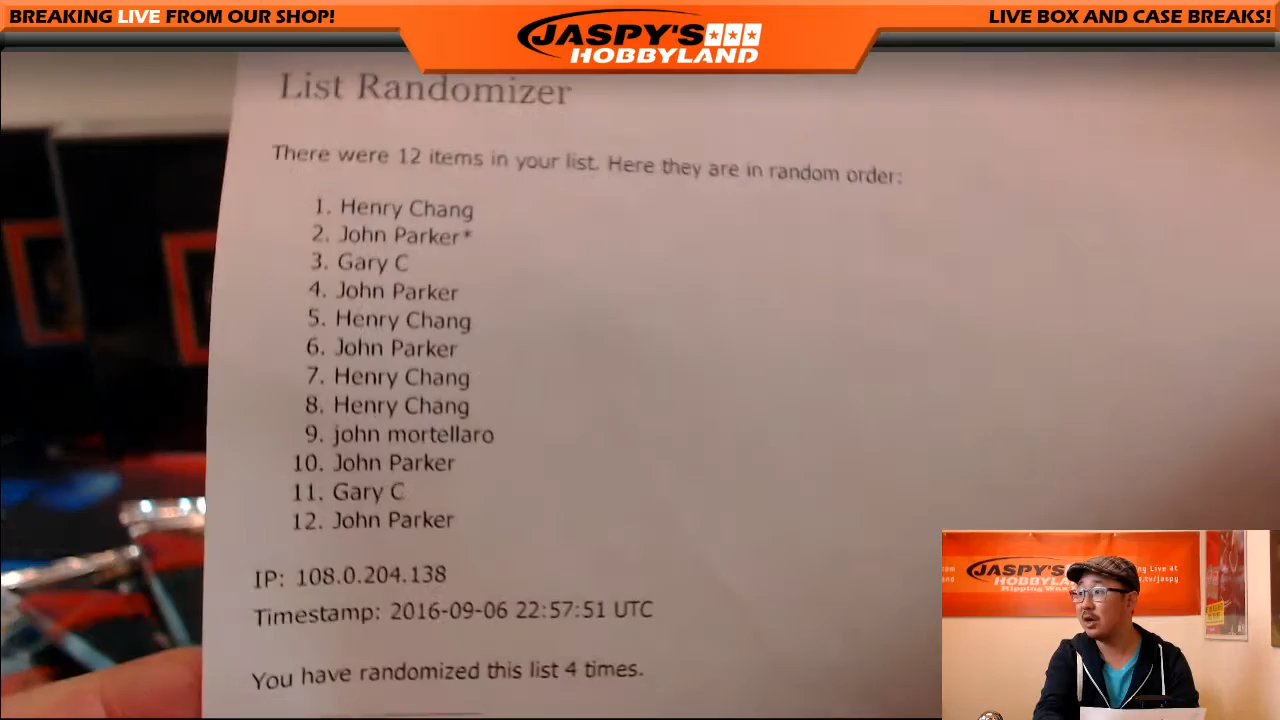 BREAKING LIVE FROM OUR SHOP!
JASPY'S
HOBBYLAND
LIVE BOX AND CASE BREAKS!
List Randomizer
There were 12 items in your list. Here they are in random order:
1. Henry Chang
2. John Parker*
3. Gary C
4. John Parker
5. Henry Chang
6. John Parker
7. Henry Chang
8. Henry Chang
9. john mortellaro
10. John Parker
11. Gary C
12. John Parker
IP: 108.0.204.138
Timestamp: 2016-09-06 22:57:51 UTC
You have randomized this list 4 times.
JASPY'S
HOBBYLAND